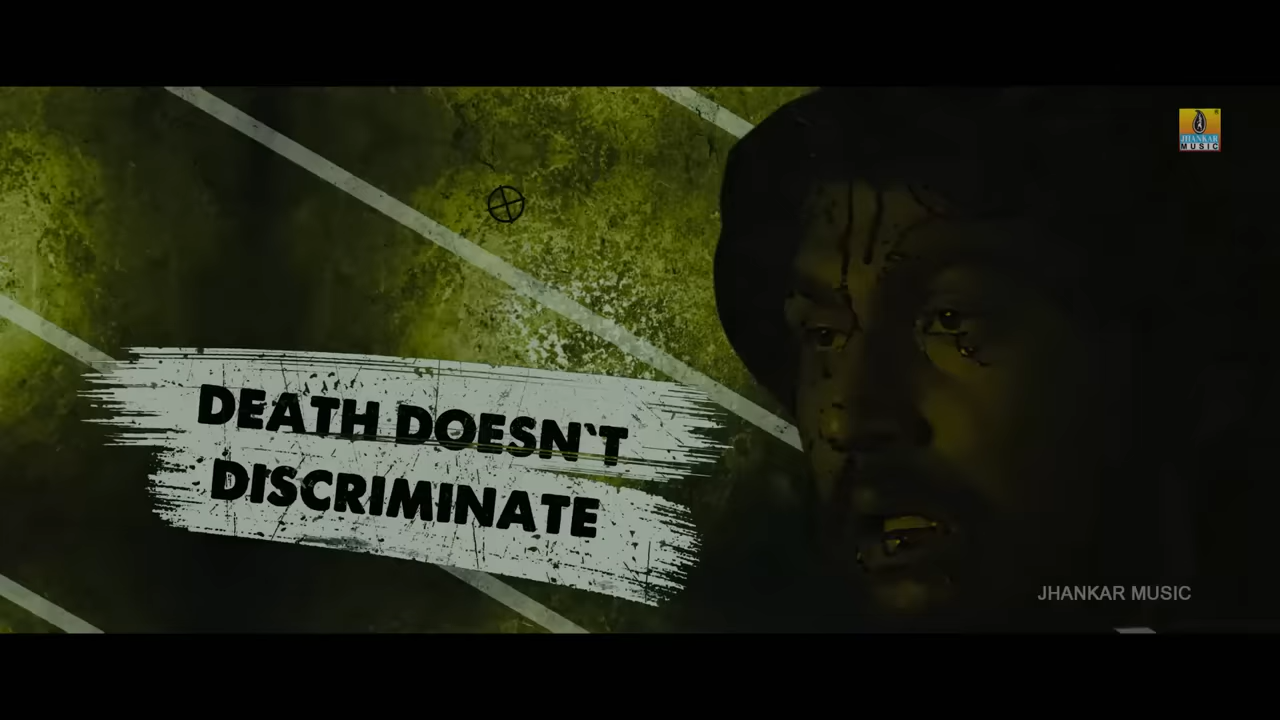 JHANKAR
MUSIC
DEATH DOESN`T
DISCRIMINATE
JHANKAR MUSIC